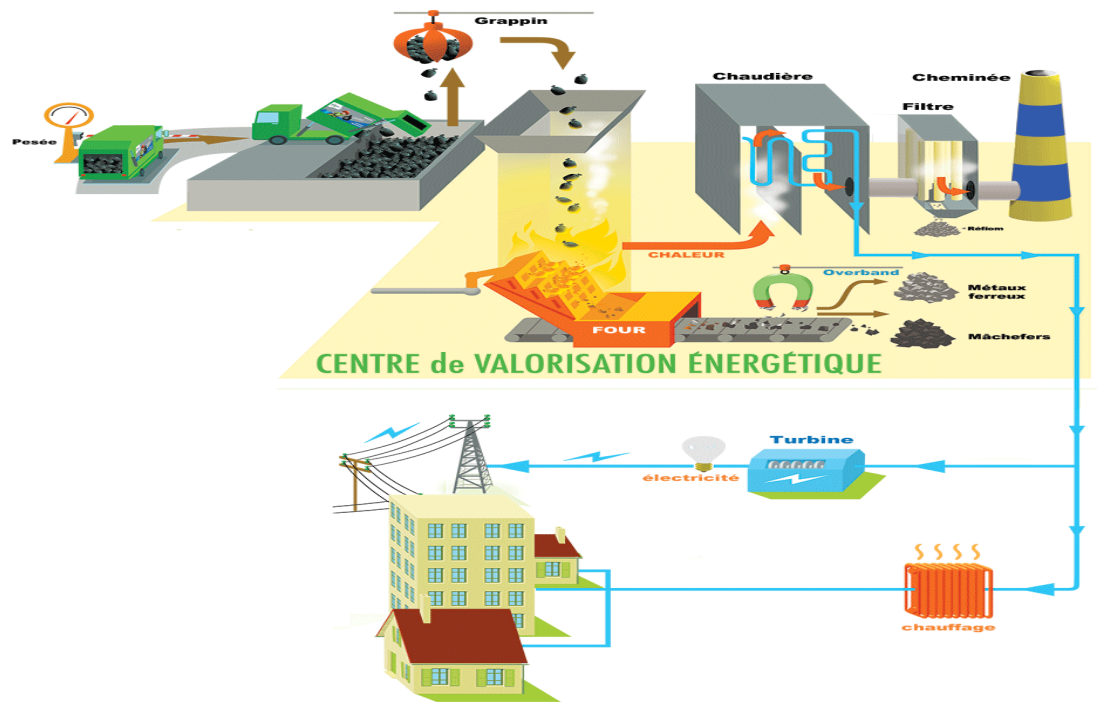 Grappin
Chaudière
Cheminée
Filtre
Pesée
Réfiom
CHALEUR
Overband
Métaux
ferreux
FOUR
Mâchefers
CENTRE de VALORISATION ÉNERGÉTIQUE
Turbine
électricité
chauffage